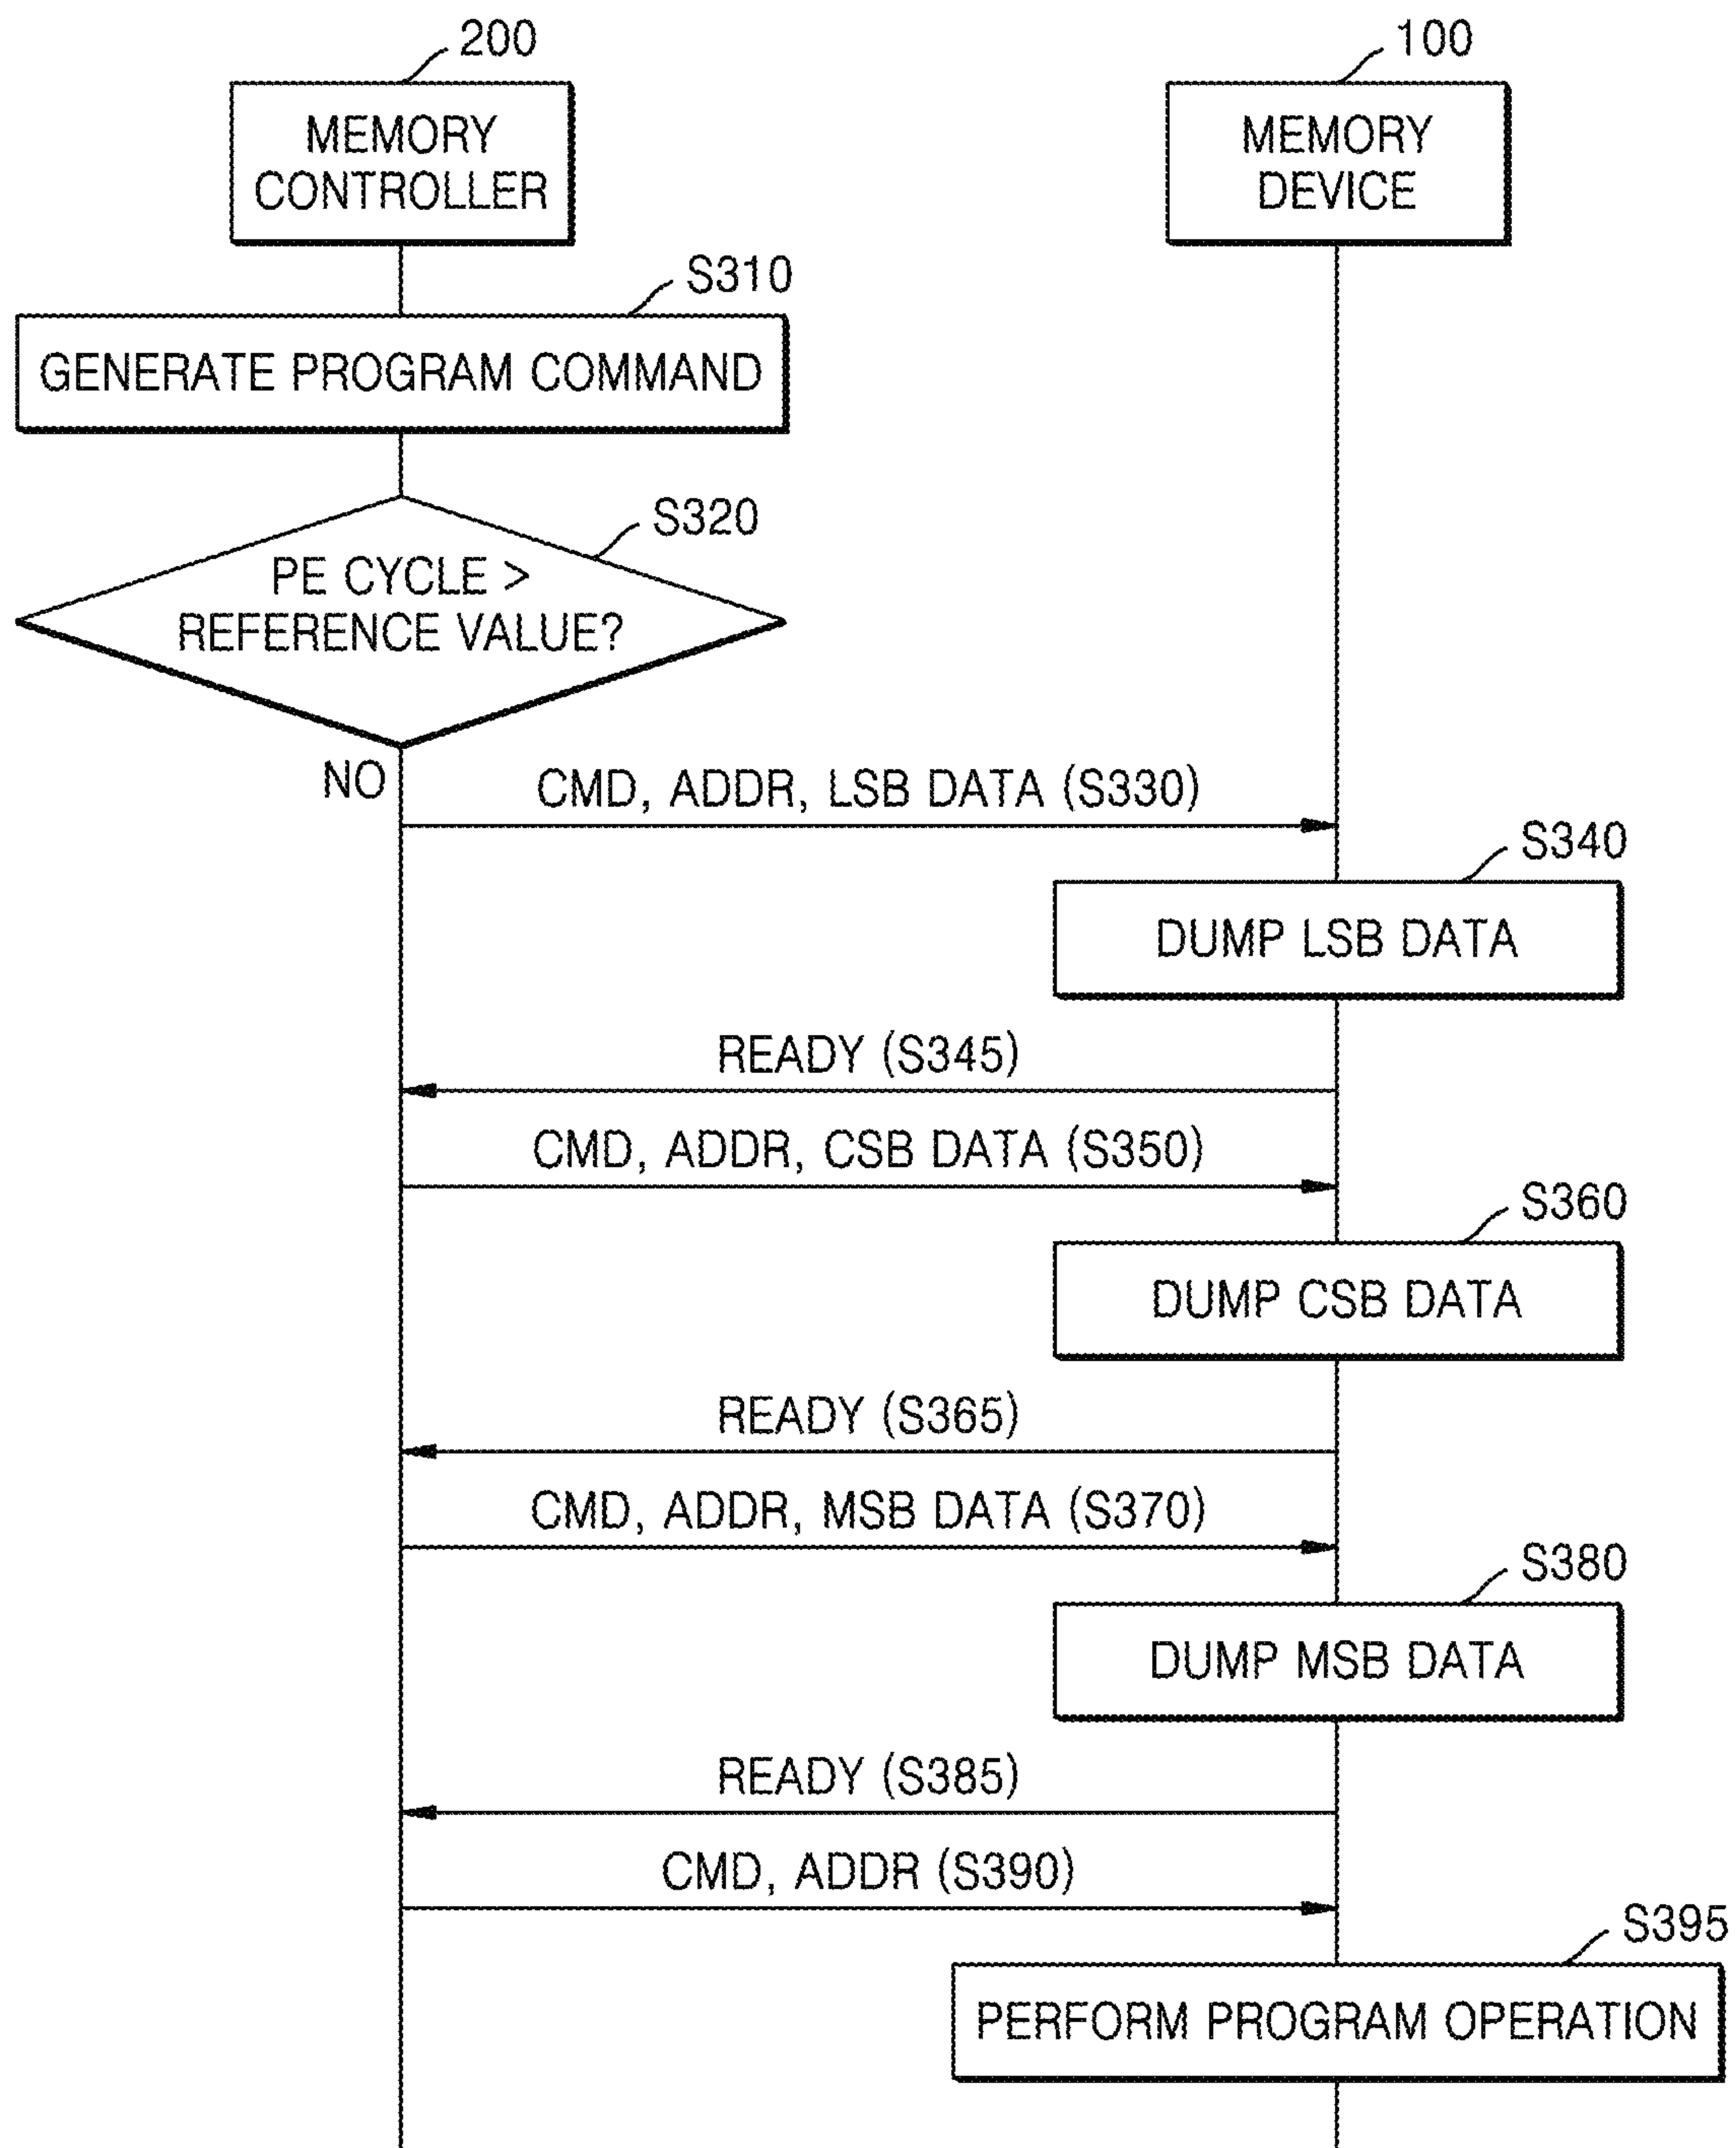 200
100
MEMORY
CONTROLLER
MEMORY
DEVICE
S310
GENERATE PROGRAM COMMAND
S320
PE CYCLE >
REFERENCE VALUE?
NO
CMD, ADDR, LSB DATA (S330)
S340
DUMP LSB DATA
READY (S345)
CMD, ADDR, CSB DATA (S350)
S360
DUMP CSB DATA
READY (S365)
CMD, ADDR, MSB DATA (S370)
S380
DUMP MSB DATA
READY (S385)
CMD, ADDR (S390)
S395
PERFORM PROGRAM OPERATION